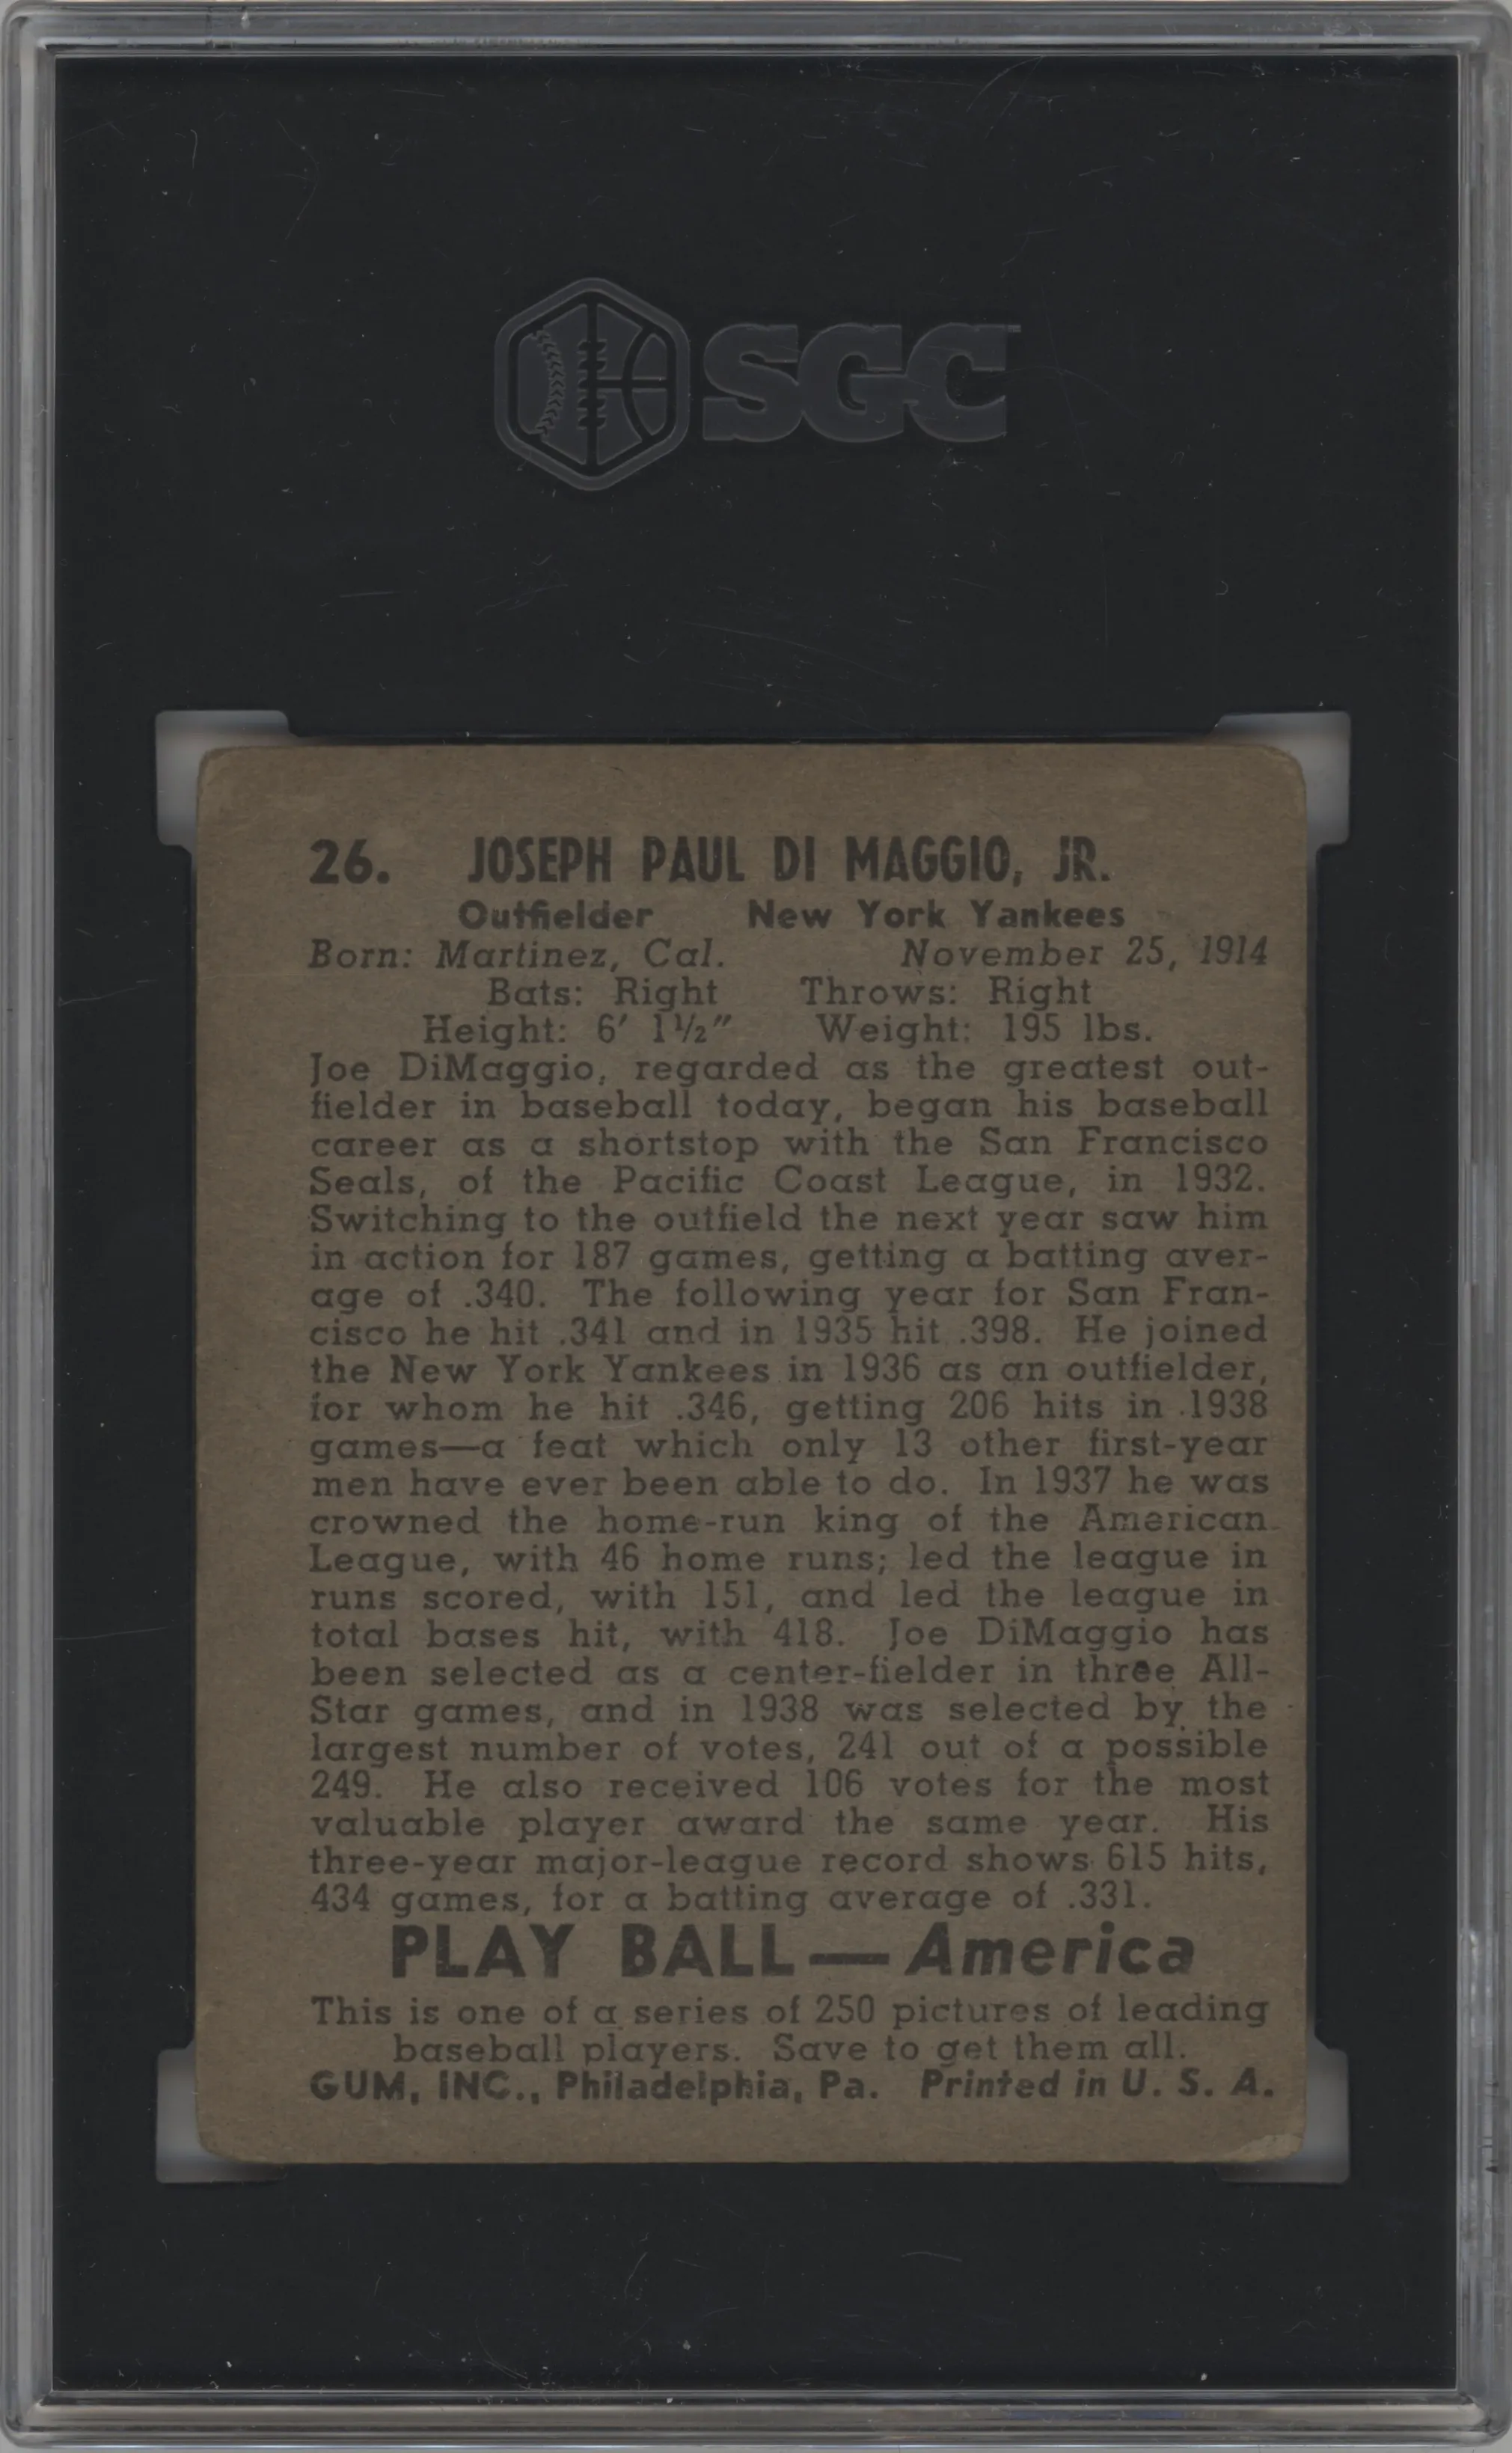 SGC
26. JOSEPH PAUL DI MAGGIO, JR.
Outfielder New York Yankees
Born: Martinez, Cal. November 25, 1914
Bats: Right Throws: Right
Height: 6' 1½" Weight: 195 lbs.
Joe DiMaggio, regarded as the greatest out-
fielder in baseball today, began his baseball
career as a shortstop with the San Francisco
Seals, of the Pacific Coast League, in 1932.
Switching to the outfield the next year saw him
in action for 187 games, getting a batting aver-
age of .340. The following year for San Fran-
cisco he hit .341 and in 1935 hit .398. He joined
the New York Yankees in 1936 as an outfielder,
for whom he hit .346, getting 206 hits in 1938
games—a feat which only 13 other first-year
men have ever been able to do. In 1937 he was
crowned the home-run king of the American
League, with 46 home runs; led the league in
runs scored, with 151, and led the league in
total bases hit, with 418. Joe DiMaggio has
been selected as a center-fielder in three All-
Star games, and in 1938 was selected by the
largest number of votes, 241 out of a possible
249. He also received 106 votes for the most
valuable player award the same year. His
three-year major-league record shows 615 hits,
434 games, for a batting average of .331.
PLAY BALL—America
This is one of a series of 250 pictures of leading
baseball players. Save to get them all.
GUM, INC., Philadelphia, Pa. Printed in U. S. A.